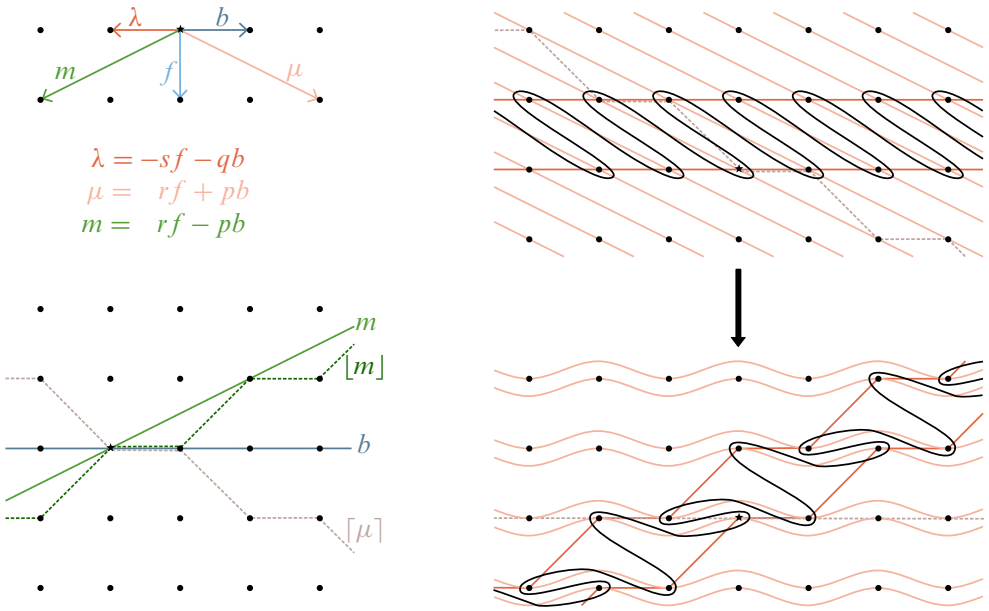 λ b
m f μ
λ = −sf − qb
μ = rf + pb
m = rf − pb
m
⌊m⌋
b
⌈μ⌉